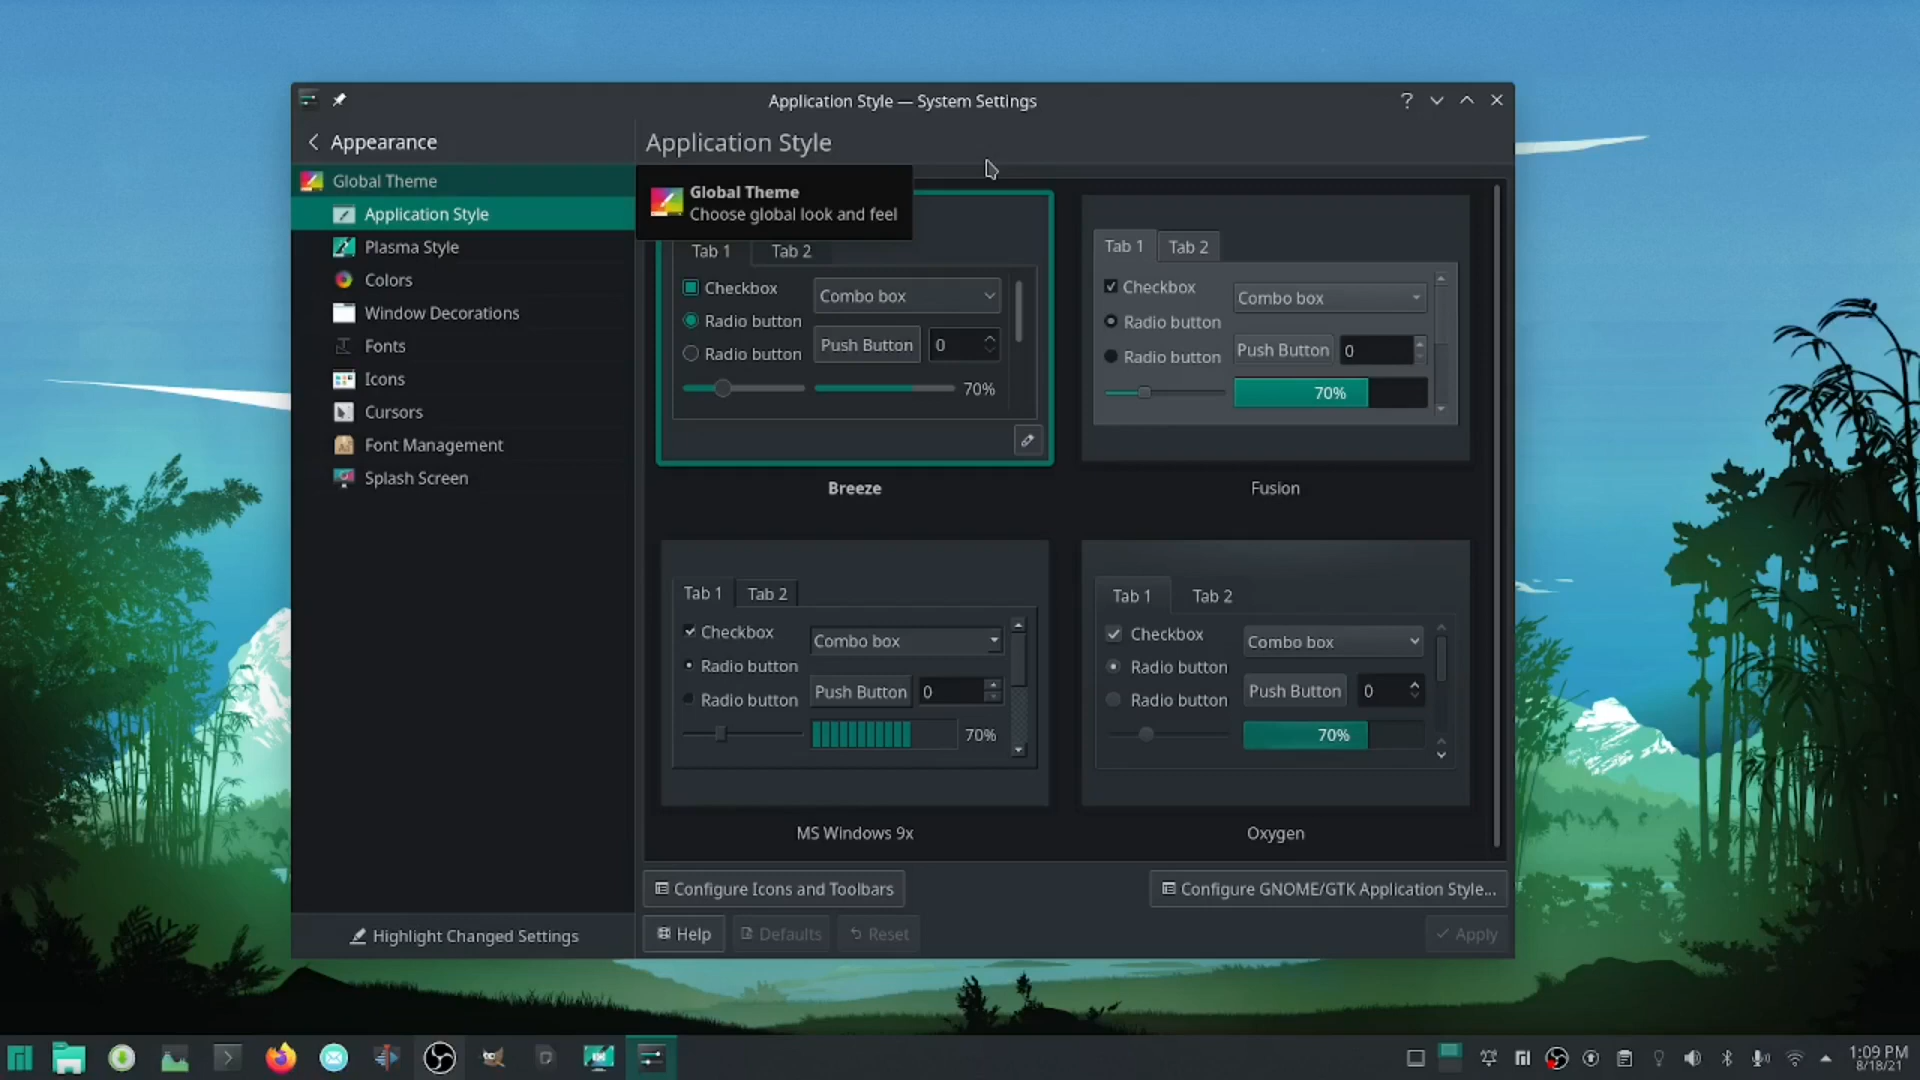 Application Style — System Settings
?
Appearance
Application Style
Global Theme
Application Style
Plasma Style
Colors
Window Decorations
Fonts
Icons
Cursors
Font Management
Splash Screen
Highlight Changed Settings
Global Theme
Choose global look and feel
Tab 1 Tab 2
Checkbox Combo box
Radio button
Radio button Push Button 0
70%
Breeze
Tab 1 Tab 2
Checkbox Combo box
Radio button
Radio button Push Button 0
70%
Fusion
Tab 1 Tab 2
Checkbox Combo box
Radio button
Radio button Push Button 0
70%
MS Windows 9x
Tab 1 Tab 2
Checkbox Combo box
Radio button
Radio button Push Button 0
70%
Oxygen
Configure Icons and Toolbars Configure GNOME/GTK Application Style...
Help Defaults Reset Apply
1:09 PM
8/18/21